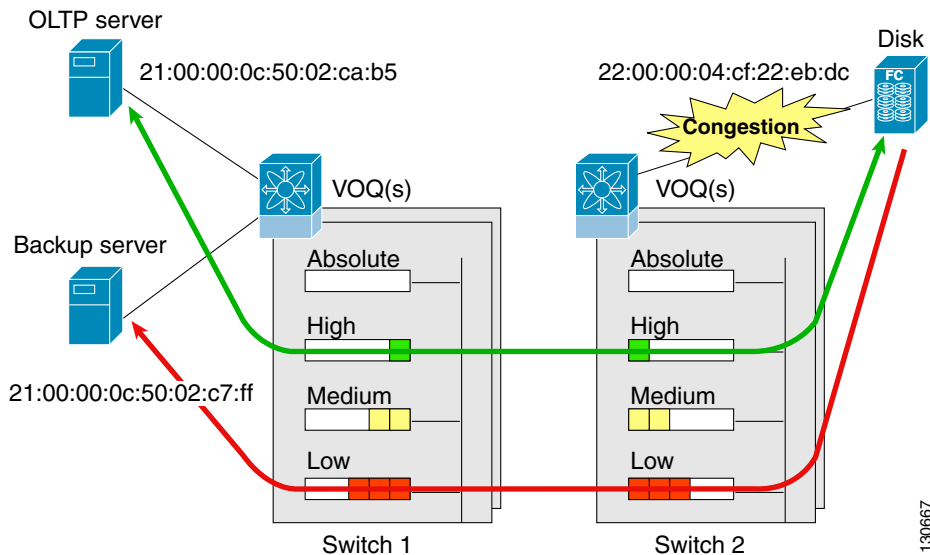 OLTP server
21:00:00:0c:50:02:ca:b5
22:00:00:04:cf:22:eb:dc
Disk
FC
Congestion
VOQ(s)
VOQ(s)
Backup server
21:00:00:0c:50:02:c7:ff
Absolute
High
Medium
Low
Switch 1
Absolute
High
Medium
Low
Switch 2
130667